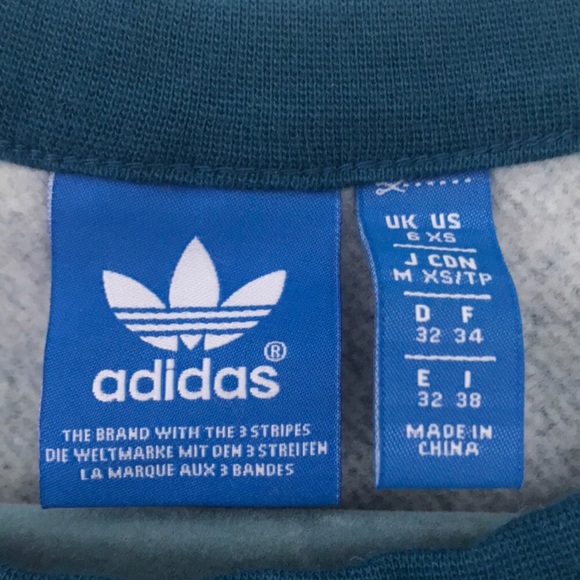 adidas®
THE BRAND WITH THE 3 STRIPES
DIE WELTMARKE MIT DEN 3 STREIFEN
LA MARQUE AUX 3 BANDES
UK US
6 XS
J CDN
M XS/TP
D F
32 34
E I
32 38
MADE IN
CHINA